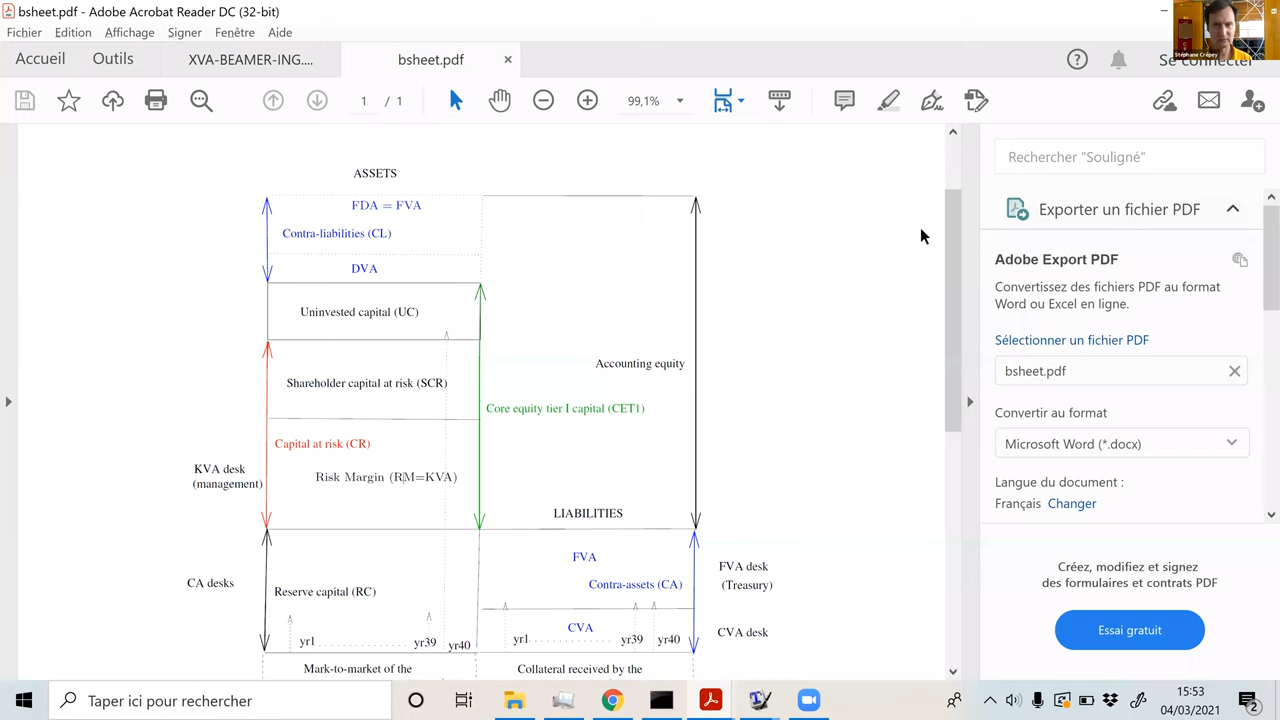 bsheet.pdf - Adobe Acrobat Reader DC (32-bit)
Fichier Edition Affichage Signer Fenêtre Aide
Accueil Outils XVA-BEAMER-ING.... bsheet.pdf × Se connecter
Stéphane Crépey
1 / 1 99,1%
ASSETS
FDA = FVA
Contra-liabilities (CL)
DVA
Uninvested capital (UC)
Accounting equity
Shareholder capital at risk (SCR)
Core equity tier I capital (CET1)
Capital at risk (CR)
KVA desk
(management)
Risk Margin (RM=KVA)
LIABILITIES
FVA
FVA desk
(Treasury)
CA desks
Contra-assets (CA)
Reserve capital (RC)
CVA
CVA desk
yr1 yr39 yr40 yr1 yr39 yr40
Mark-to-market of the Collateral received by the
Rechercher "Souligné"
Exporter un fichier PDF
Adobe Export PDF
Convertissez des fichiers PDF au format
Word ou Excel en ligne.
Sélectionner un fichier PDF
bsheet.pdf
Convertir au format
Microsoft Word (*.docx)
Langue du document :
Français Changer
Créez, modifiez et signez
des formulaires et contrats PDF
Essai gratuit
Taper ici pour rechercher
15:53
04/03/2021
2